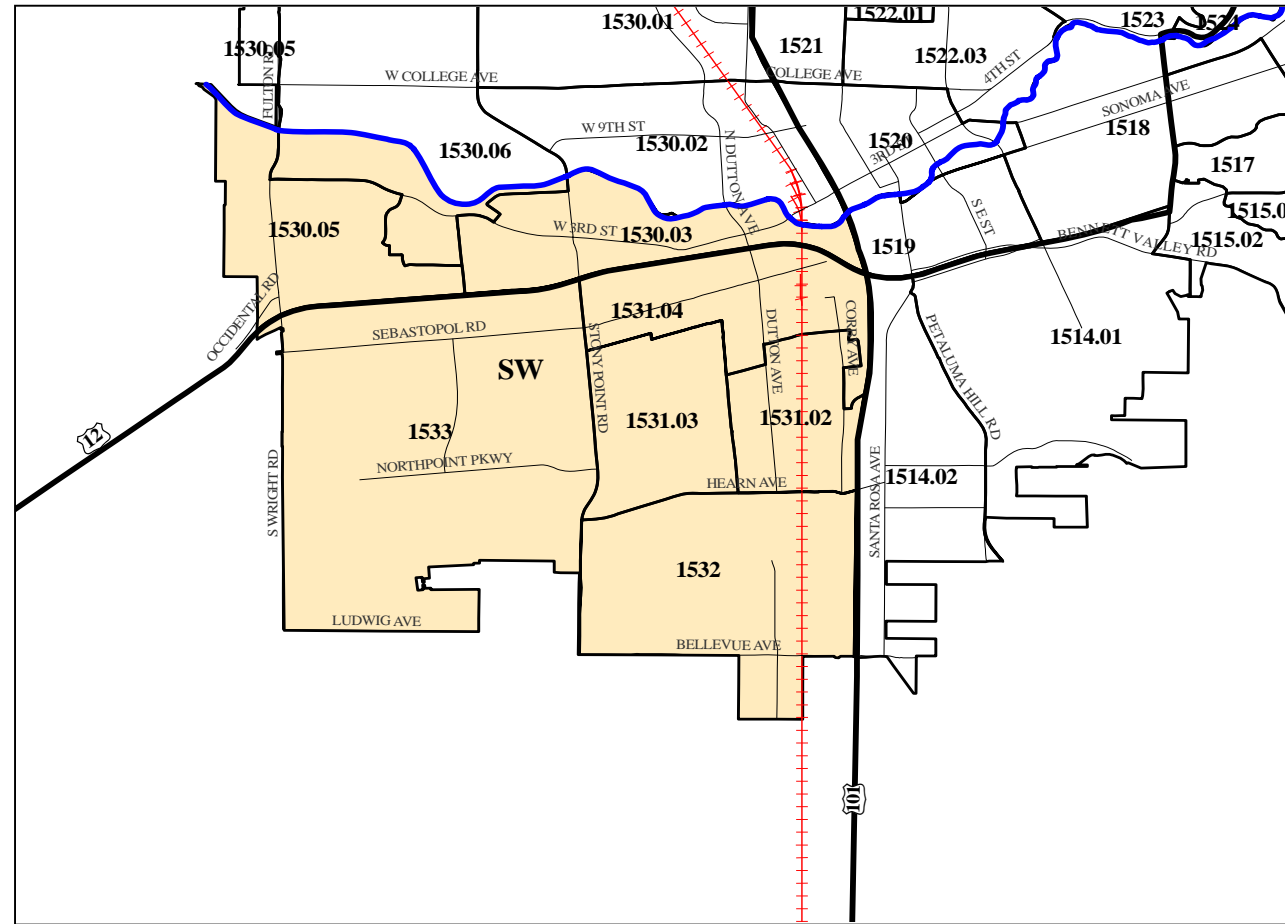 1530.01
1522.01
1523
1524
1530.05
FULTON RD
1521
1522.03
4TH ST
W COLLEGE AVE
COLLEGE AVE
SONOMA AVE
1518
W 9TH ST
1530.06
1530.02
N DUTTON AVE
1520
3RD ST
1517
1515.0
1515.02
S E ST
BENNETT VALLEY RD
1530.05
W 3RD ST
1530.03
1519
OCCIDENTAL RD
1531.04
SEBASTOPOL RD
STONY POINT RD
DUTTON AVE
CORBY AVE
PETALUMA HILL RD
1514.01
SW
1533
1531.03
1531.02
12
NORTHPOINT PKWY
S WRIGHT RD
HEARN AVE
SANTA ROSA AVE
1514.02
1532
LUDWIG AVE
BELLEVUE AVE
101